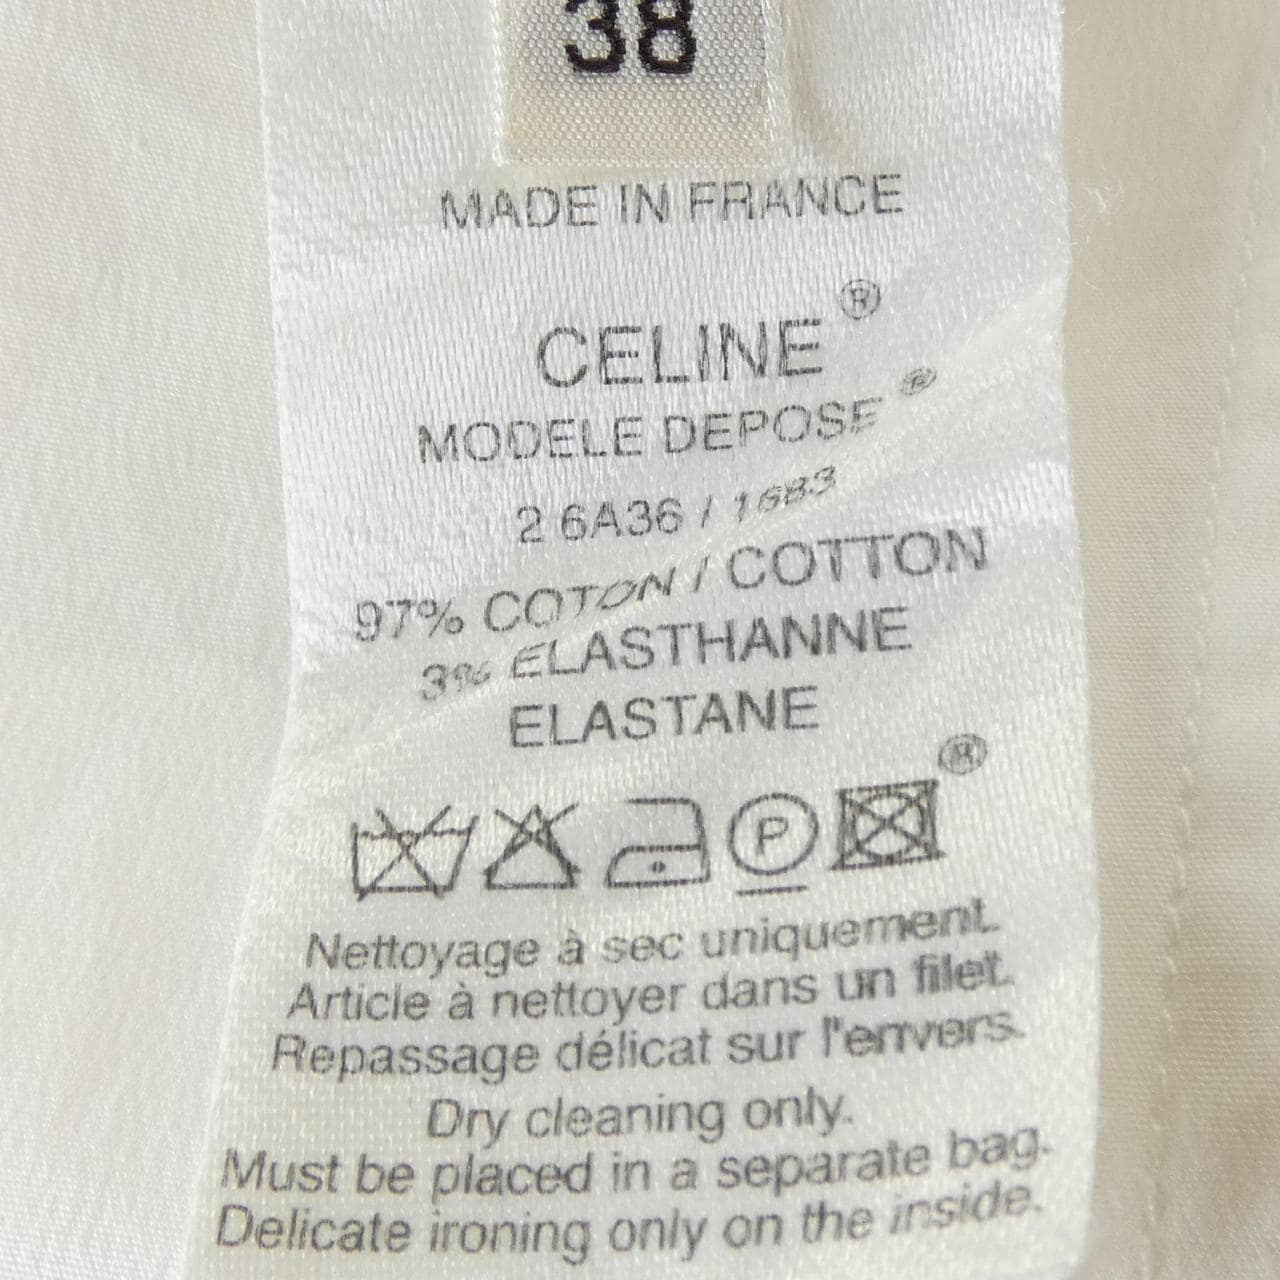 38
MADE IN FRANCE
CELINE®
MODELE DEPOSE®
2 6A36 / 16B3
97% COTON / COTTON
3% ELASTHANNE
ELASTANE
P ®
Nettoyage à sec uniquement.
Article à nettoyer dans un filet.
Repassage délicat sur l'envers.
Dry cleaning only.
Must be placed in a separate bag.
Delicate ironing only on the inside.